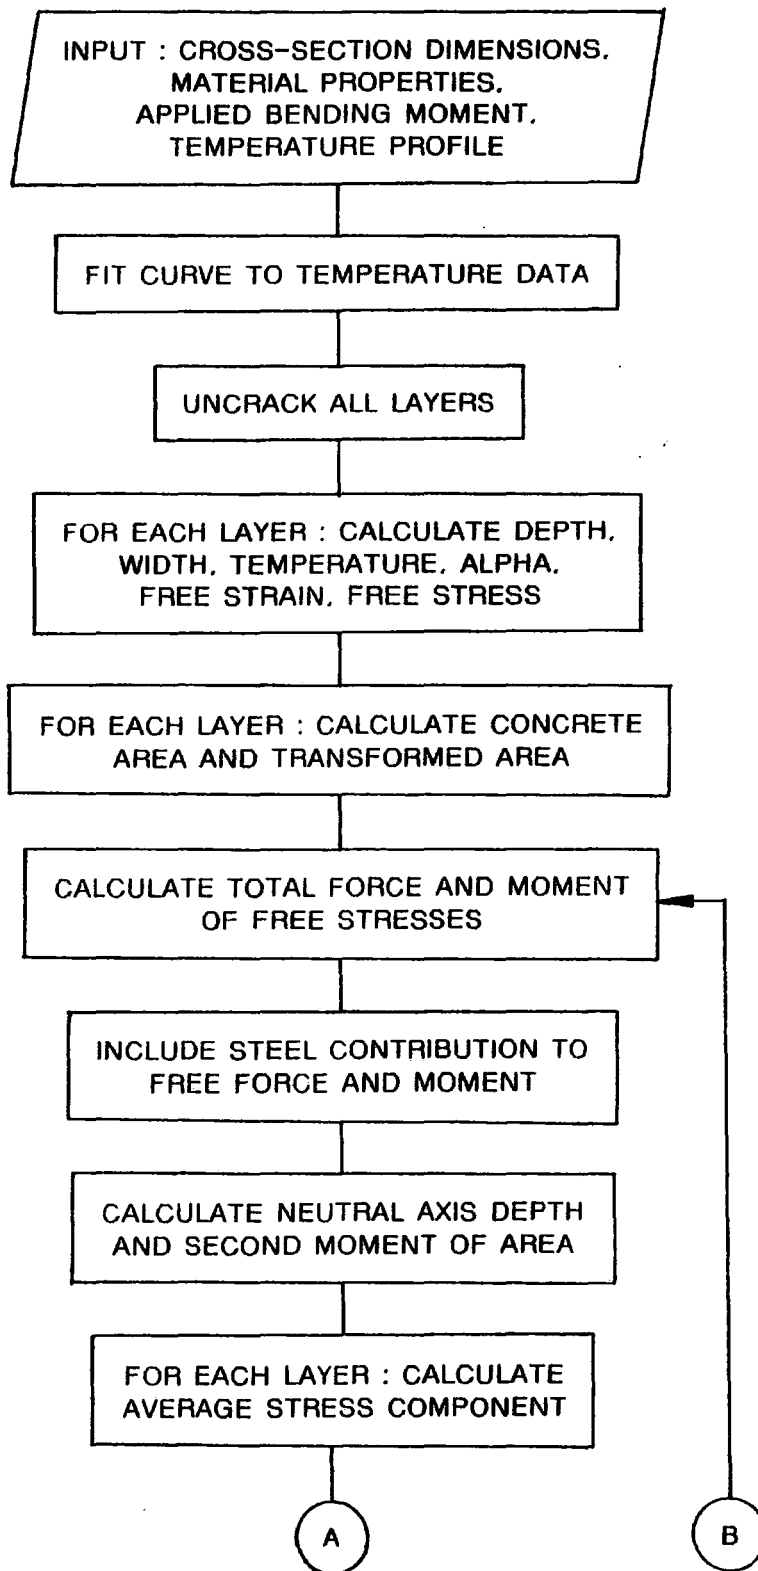 INPUT : CROSS-SECTION DIMENSIONS,
MATERIAL PROPERTIES,
APPLIED BENDING MOMENT,
TEMPERATURE PROFILE
FIT CURVE TO TEMPERATURE DATA
UNCRACK ALL LAYERS
FOR EACH LAYER : CALCULATE DEPTH,
WIDTH, TEMPERATURE, ALPHA,
FREE STRAIN, FREE STRESS
FOR EACH LAYER : CALCULATE CONCRETE
AREA AND TRANSFORMED AREA
CALCULATE TOTAL FORCE AND MOMENT
OF FREE STRESSES
INCLUDE STEEL CONTRIBUTION TO
FREE FORCE AND MOMENT
CALCULATE NEUTRAL AXIS DEPTH
AND SECOND MOMENT OF AREA
FOR EACH LAYER : CALCULATE
AVERAGE STRESS COMPONENT
A
B